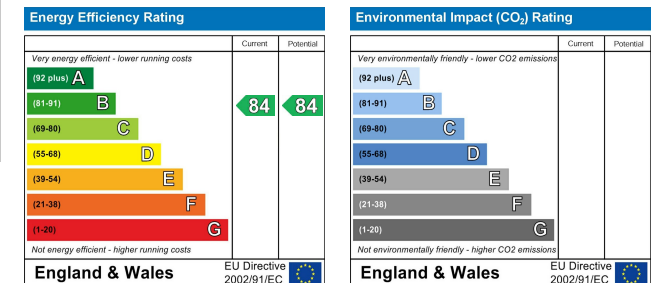 Energy Efficiency Rating
Current Potential
Very energy efficient - lower running costs
(92 plus) A
(81-91) B 84 84
(69-80) C
(55-68) D
(39-54) E
(21-38) F
(1-20) G
Not energy efficient - higher running costs
England & Wales
EU Directive
2002/91/EC
Environmental Impact (CO₂) Rating
Current Potential
Very environmentally friendly - lower CO2 emissions
(92 plus) A
(81-91) B
(69-80) C
(55-68) D
(39-54) E
(21-38) F
(1-20) G
Not environmentally friendly - higher CO2 emissions
England & Wales
EU Directive
2002/91/EC